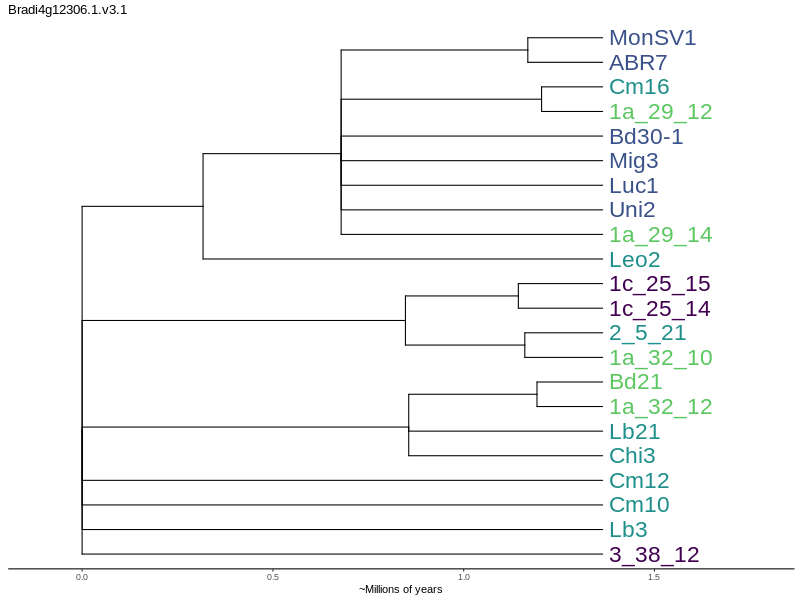 Bradi4g12306.1.v3.1
MonSV1
ABR7
Cm16
1a_29_12
Bd30-1
Mig3
Luc1
Uni2
1a_29_14
Leo2
1c_25_15
1c_25_14
2_5_21
1a_32_10
Bd21
1a_32_12
Lb21
Chi3
Cm12
Cm10
Lb3
3_38_12
0.0 0.5 1.0 1.5
~Millions of years